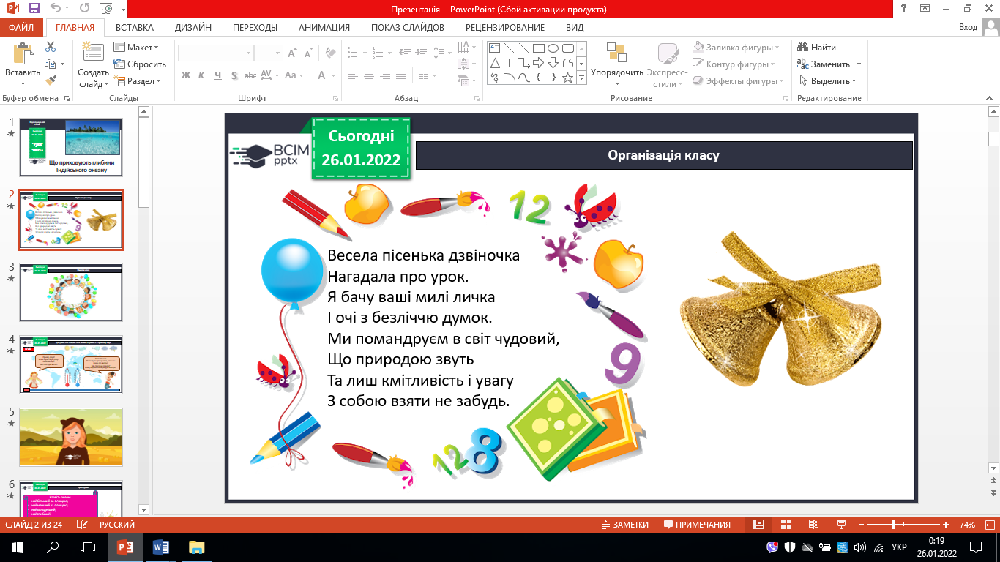 Презентація - PowerPoint (Сбой активации продукта)
ФАЙЛ ГЛАВНАЯ ВСТАВКА ДИЗАЙН ПЕРЕХОДЫ АНИМАЦИЯ ПОКАЗ СЛАЙДОВ РЕЦЕНЗИРОВАНИЕ ВИД Вход
Вставить
Буфер обмена
Создать слайд
Макет
Сбросить
Раздел
Слайды
Ж К Ч S abc AV Aa A
Шрифт
Абзац
Упорядочить
Экспресс-стили
Заливка фигуры
Контур фигуры
Эффекты фигуры
Рисование
Найти
Заменить
Выделить
Редактирование
1
Що приховують глибини
Індійського океану
2
3
4
5
6
Сьогодні
26.01.2022
BCIM
pptx
Організація класу
12
Весела пісенька дзвіночка
Нагадала про урок.
Я бачу ваші милі личка
І очі з безліччю думок.
Ми помандруєм в світ чудовий,
Що природою звуть
Та лиш кмітливість і увагу
З собою взяти не забудь.
9
12
8
СЛАЙД 2 ИЗ 24 РУССКИЙ ЗАМЕТКИ ПРИМЕЧАНИЯ 74%
УКР
0:19
26.01.2022